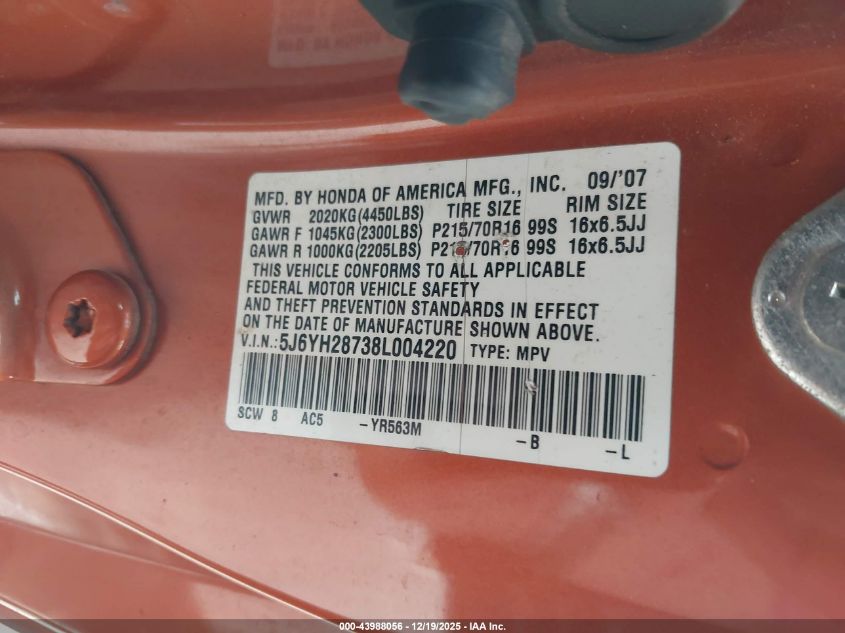 MFD. BY HONDA OF AMERICA MFG., INC. 09/'07
GVWR 2020KG(4450LBS) TIRE SIZE RIM SIZE
GAWR F 1045KG(2300LBS) P215/70R16 99S 16x6.5JJ
GAWR R 1000KG(2205LBS) P215/70R16 99S 16x6.5JJ
THIS VEHICLE CONFORMS TO ALL APPLICABLE
FEDERAL MOTOR VEHICLE SAFETY
AND THEFT PREVENTION STANDARDS IN EFFECT
ON THE DATE OF MANUFACTURE SHOWN ABOVE.
V.I.N.:5J6YH28738L004220 TYPE: MPV
SCW 8 AC5 -YR563M -B -L
000-43988056 - 12/19/2025 - IAA Inc.